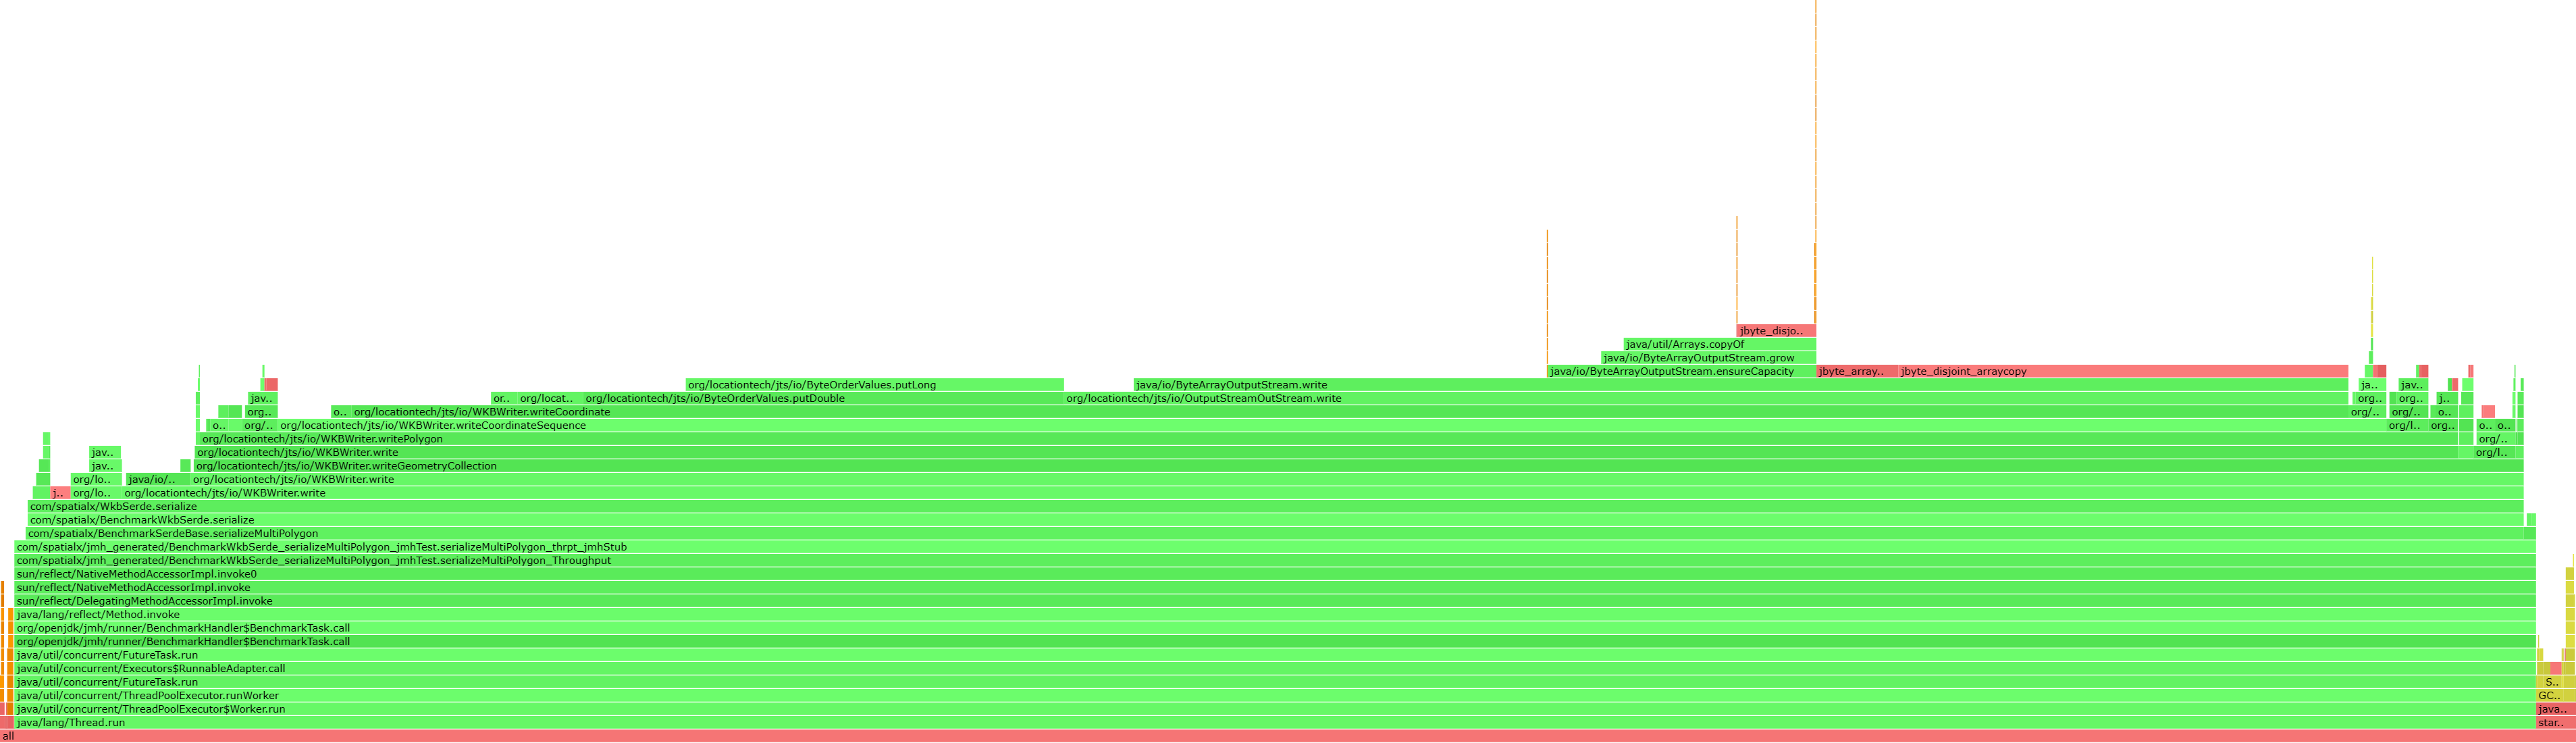 jbyte_disjo..
java/util/Arrays.copyOf
java/io/ByteArrayOutputStream.grow
java/io/ByteArrayOutputStream.ensureCapacity jbyte_array.. jbyte_disjoint_arraycopy
org/locationtech/jts/io/ByteOrderValues.putLong java/io/ByteArrayOutputStream.write ja.. jav..
jav.. or.. org/locat.. org/locationtech/jts/io/ByteOrderValues.putDouble org/locationtech/jts/io/OutputStreamOutStream.write org.. org.. j..
org.. o.. org/locationtech/jts/io/WKBWriter.writeCoordinate org/.. org/.. o..
o.. org/.. org/locationtech/jts/io/WKBWriter.writeCoordinateSequence org/l.. org.. o.. o..
org/locationtech/jts/io/WKBWriter.writePolygon org/..
jav.. org/locationtech/jts/io/WKBWriter.write org/l..
jav.. org/locationtech/jts/io/WKBWriter.writeGeometryCollection
org/lo.. java/io/.. org/locationtech/jts/io/WKBWriter.write
j.. org/lo.. org/locationtech/jts/io/WKBWriter.write
com/spatialx/WkbSerde.serialize
com/spatialx/BenchmarkWkbSerde.serialize
com/spatialx/BenchmarkSerdeBase.serializeMultiPolygon
com/spatialx/jmh_generated/BenchmarkWkbSerde_serializeMultiPolygon_jmhTest.serializeMultiPolygon_thrpt_jmhStub
com/spatialx/jmh_generated/BenchmarkWkbSerde_serializeMultiPolygon_jmhTest.serializeMultiPolygon_Throughput
sun/reflect/NativeMethodAccessorImpl.invoke0
sun/reflect/NativeMethodAccessorImpl.invoke
sun/reflect/DelegatingMethodAccessorImpl.invoke
java/lang/reflect/Method.invoke
org/openjdk/jmh/runner/BenchmarkHandler$BenchmarkTask.call
org/openjdk/jmh/runner/BenchmarkHandler$BenchmarkTask.call
java/util/concurrent/FutureTask.run
java/util/concurrent/Executors$RunnableAdapter.call
java/util/concurrent/FutureTask.run S..
java/util/concurrent/ThreadPoolExecutor.runWorker GC..
java/util/concurrent/ThreadPoolExecutor$Worker.run java..
java/lang/Thread.run star..
all